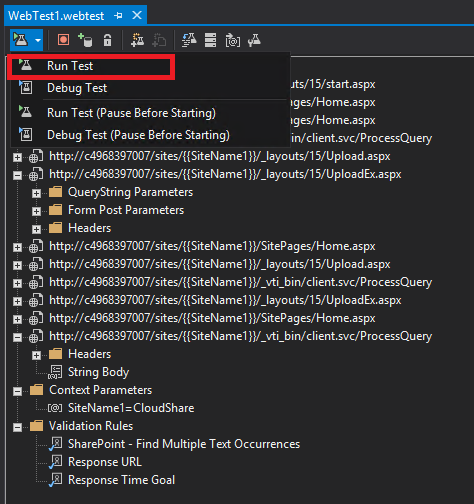 WebTest1.webtest
Run Test
Debug Test
Run Test (Pause Before Starting)
Debug Test (Pause Before Starting)
outs/15/start.aspx
ages/Home.aspx
ages/Home.aspx
bin/client.svc/ProcessQuery
http://c4968397007/sites/{{SiteName1}}/_layouts/15/Upload.aspx
http://c4968397007/sites/{{SiteName1}}/_layouts/15/UploadEx.aspx
QueryString Parameters
Form Post Parameters
Headers
http://c4968397007/sites/{{SiteName1}}/SitePages/Home.aspx
http://c4968397007/sites/{{SiteName1}}/_layouts/15/Upload.aspx
http://c4968397007/sites/{{SiteName1}}/_vti_bin/client.svc/ProcessQuery
http://c4968397007/sites/{{SiteName1}}/_layouts/15/UploadEx.aspx
http://c4968397007/sites/{{SiteName1}}/SitePages/Home.aspx
http://c4968397007/sites/{{SiteName1}}/_vti_bin/client.svc/ProcessQuery
Headers
String Body
Context Parameters
SiteName1=CloudShare
Validation Rules
SharePoint - Find Multiple Text Occurrences
Response URL
Response Time Goal